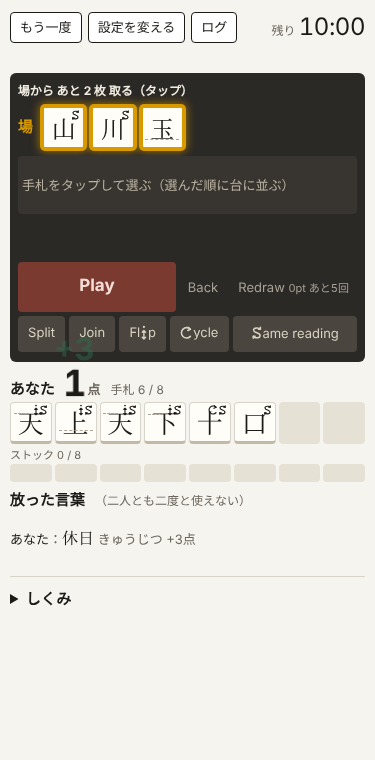 もう一度 設定を変える ログ 残り 10:00
場から あと2枚 取る（タップ）
場 山 S 川 S 玉
手札をタップして選ぶ（選んだ順に台に並ぶ）
Play Back Redraw 0pt あと5回
Split Join Fl↕p Cycle Same reading
+3
あなた 1点 手札 6 / 8
天 ↕S 上 ↕S 天 ↕S 下 ↕S 十 CS 口 S
ストック 0 / 8
放った言葉 （二人とも二度と使えない）
あなた：休日 きゅうじつ +3点
▶ しくみ